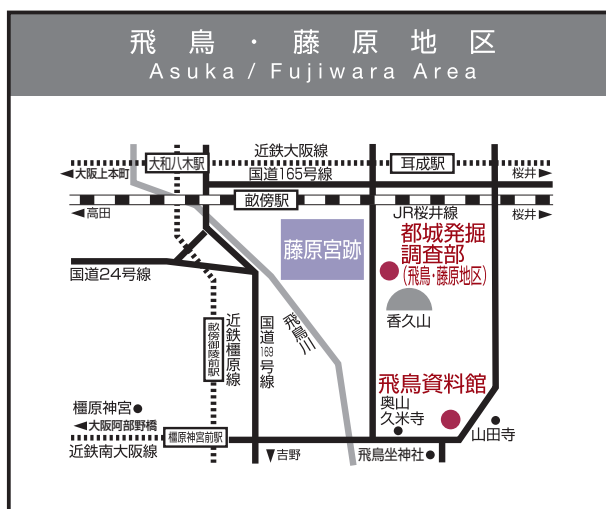 飛鳥・藤原地区
Asuka / Fujiwara Area
近鉄大阪線
大和八木駅
耳成駅
◀大阪上本町
国道165号線
桜井▶
畝傍駅
◀高田
JR桜井線
桜井▶
藤原宮跡
都城発掘
調査部
(飛鳥・藤原地区)
国道24号線
香久山
飛鳥川
畝傍御陵前駅
近鉄橿原線
国道169号線
飛鳥資料館
橿原神宮
奥山
久米寺
◀大阪阿部野橋
橿原神宮前駅
山田寺
近鉄南大阪線
▼吉野
飛鳥坐神社